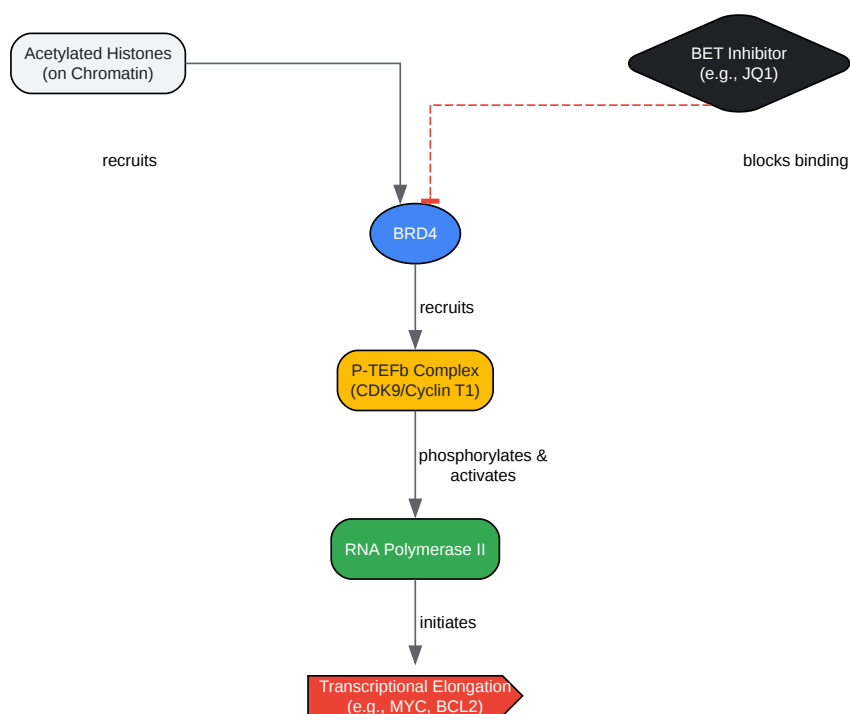 Acetylated Histones
(on Chromatin)
BET Inhibitor
(e.g., JQ1)
recruits
blocks binding
BRD4
recruits
P-TEFb Complex
(CDK9/Cyclin T1)
phosphorylates &
activates
RNA Polymerase II
initiates
Transcriptional Elongation
(e.g., MYC, BCL2)